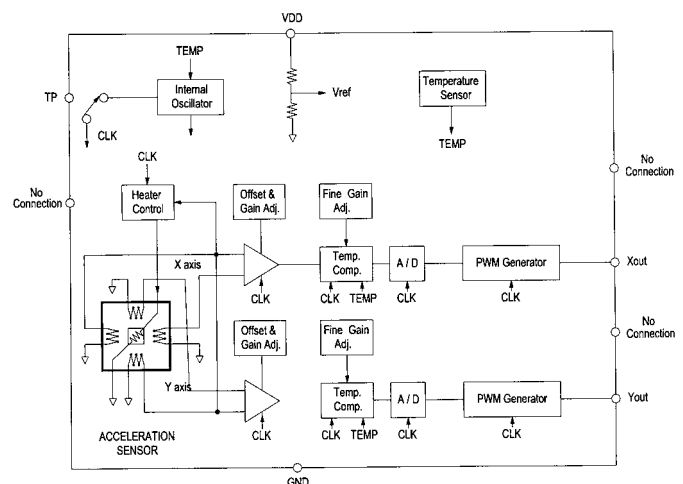 VDD
TEMP
Internal
Oscillator
Temperature
Sensor
TP
Vref
CLK
TEMP
CLK
No
Connection
No
Connection
Heater
Control
Offset &
Gain Adj.
Fine Gain
Adj.
X axis
Temp.
Comp.
A / D
PWM Generator
Xout
CLK
CLK
TEMP
CLK
CLK
Offset &
Gain Adj.
Fine Gain
Adj.
No
Connection
Y axis
Temp.
Comp.
A / D
PWM Generator
Yout
CLK
CLK
TEMP
CLK
CLK
ACCELERATION
SENSOR
GND